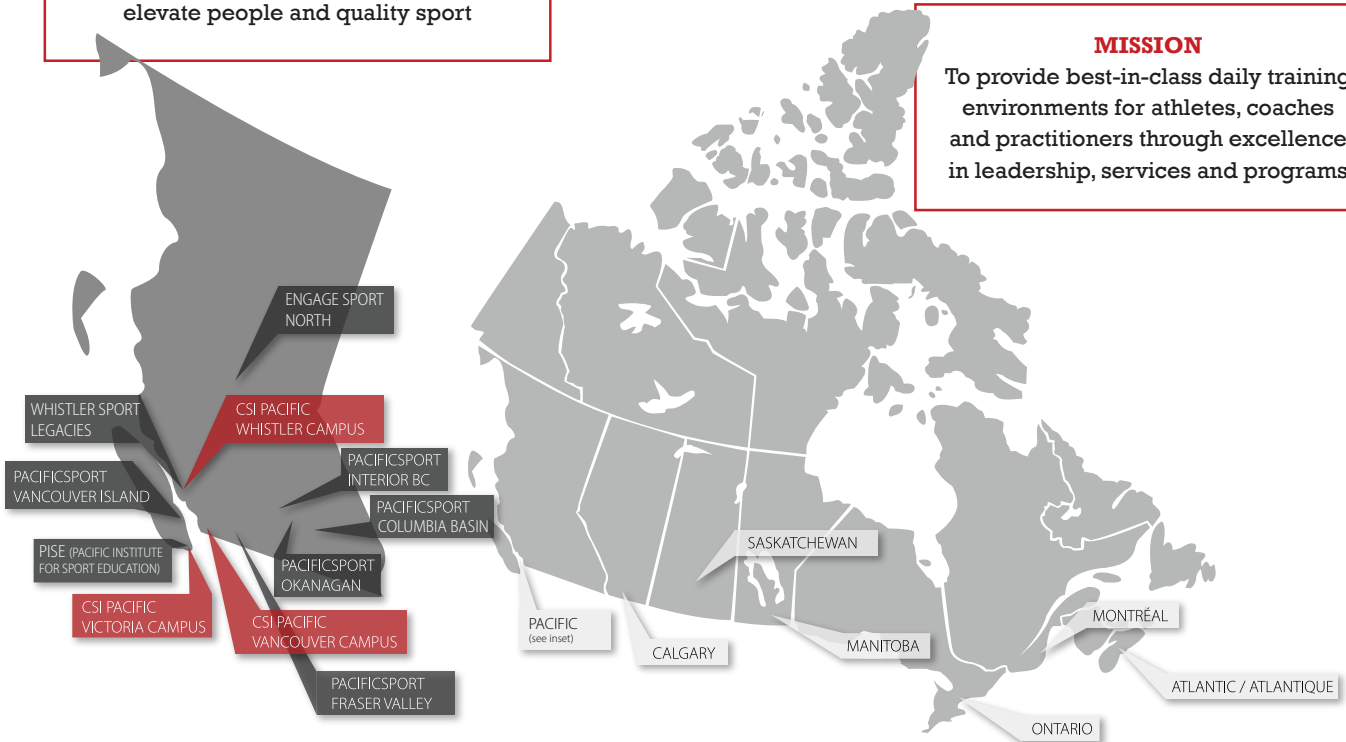 elevate people and quality sport
MISSION
To provide best-in-class daily training
environments for athletes, coaches
and practitioners through excellence
in leadership, services and programs
ENGAGE SPORT
NORTH
WHISTLER SPORT
LEGACIES
CSI PACIFIC
WHISTLER CAMPUS
PACIFICSPORT
VANCOUVER ISLAND
PACIFICSPORT
INTERIOR BC
PACIFICSPORT
COLUMBIA BASIN
PISE (PACIFIC INSTITUTE
FOR SPORT EDUCATION)
PACIFICSPORT
OKANAGAN
CSI PACIFIC
VICTORIA CAMPUS
CSI PACIFIC
VANCOUVER CAMPUS
PACIFICSPORT
FRASER VALLEY
SASKATCHEWAN
PACIFIC
(see inset)
CALGARY
MANITOBA
MONTRÉAL
ATLANTIC / ATLANTIQUE
ONTARIO